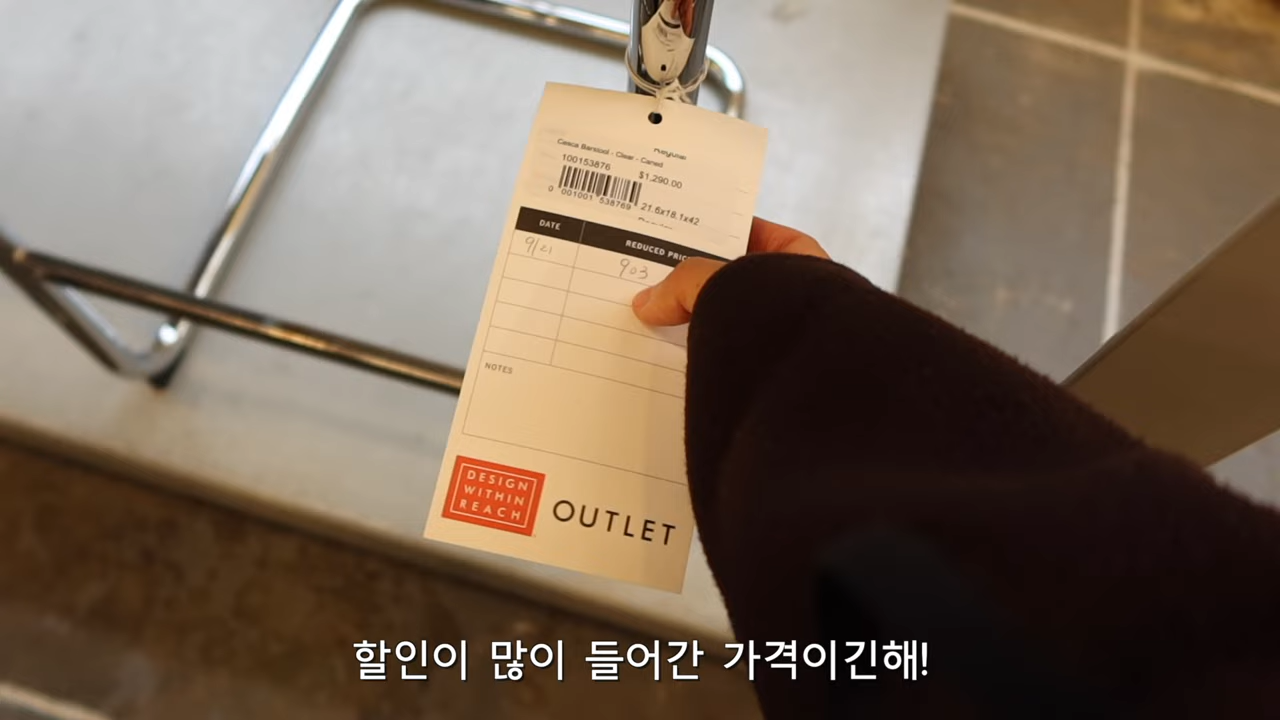 Cesca Barstool - Clear - Caned
100153876
$1,290.00
0 001001 538769
21.6x18.1x42
DATE
REDUCED PRIC
9/21
903
NOTES
DESIGN
WITHIN
REACH
OUTLET
할인이 많이 들어간 가격이긴해!